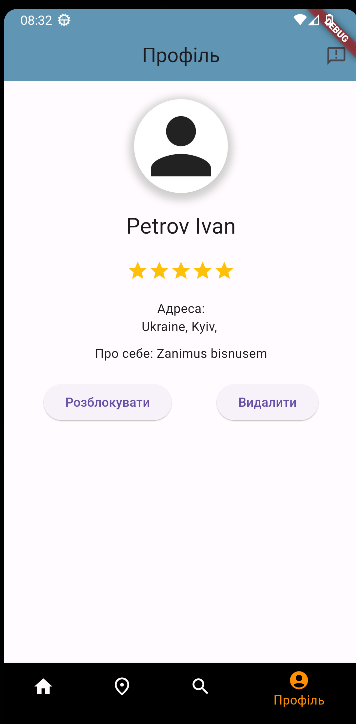 08:32
DEBUG
Профіль
Petrov Ivan
Адреса:
Ukraine, Kyiv,
Про себе: Zanimus bisnusem
Розблокувати
Видалити
Профіль